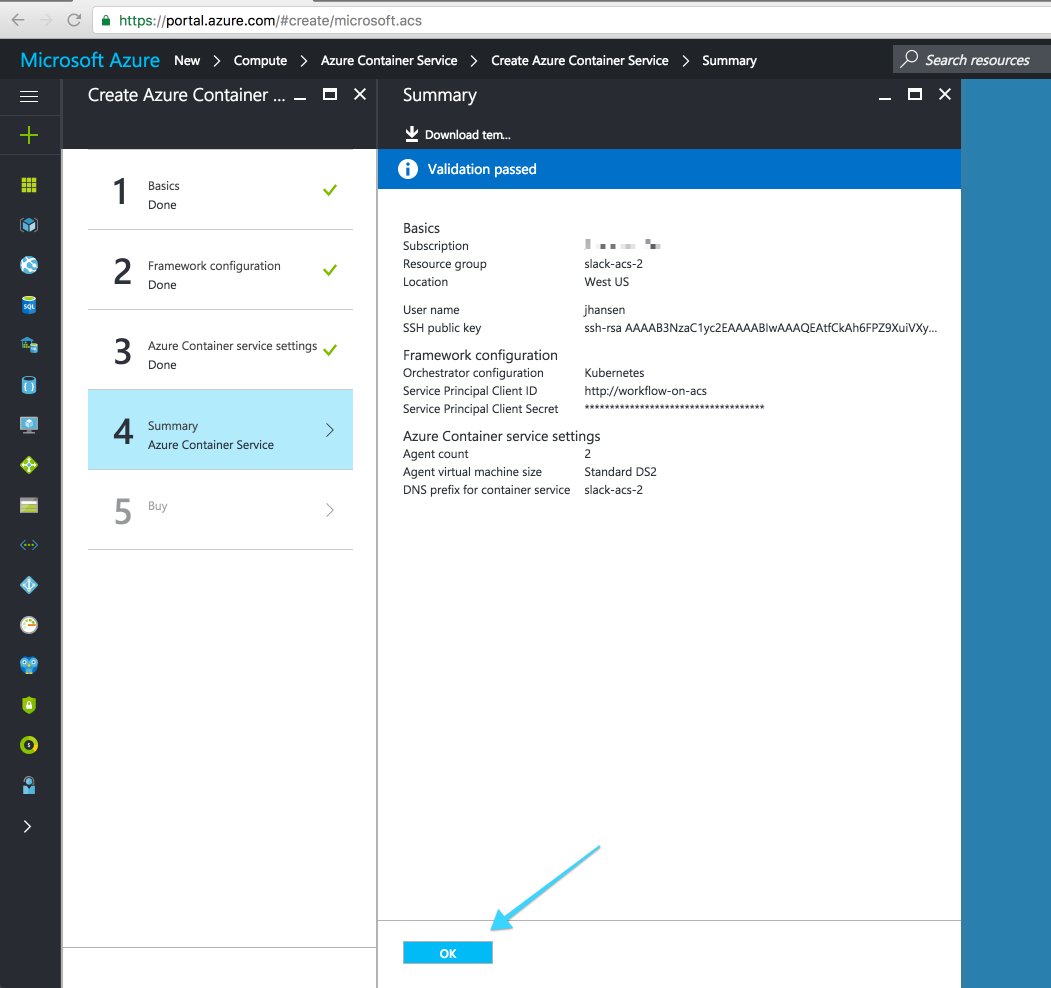 https://portal.azure.com/#create/microsoft.acs
Microsoft Azure New > Compute > Azure Container Service > Create Azure Container Service > Summary Search resources
Create Azure Container ...
Summary
Download tem...
Validation passed
1 Basics
Done
2 Framework configuration
Done
3 Azure Container service settings
Done
4 Summary
Azure Container Service
5 Buy
Basics
Subscription
Resource group slack-acs-2
Location West US
User name jhansen
SSH public key ssh-rsa AAAAB3NzaC1yc2EAAAABIwAAAQEAtfCkAh6FPZ9XuiVXy...
Framework configuration
Orchestrator configuration Kubernetes
Service Principal Client ID http://workflow-on-acs
Service Principal Client Secret ************************************
Azure Container service settings
Agent count 2
Agent virtual machine size Standard DS2
DNS prefix for container service slack-acs-2
OK